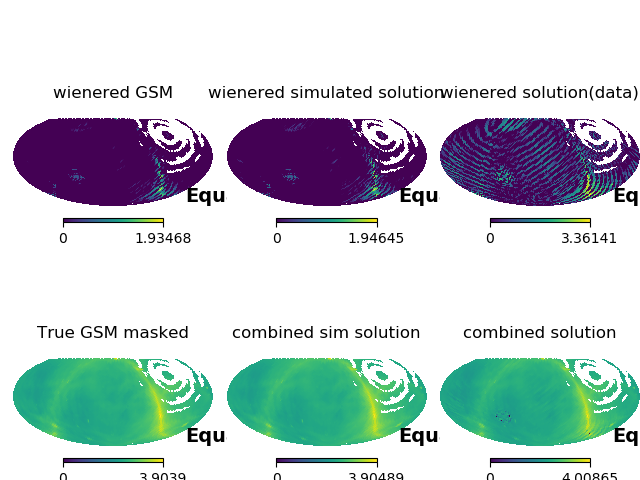 wienered GSM
wienered simulated solution
wienered solution(data)
Equ
Equ
Eq
0 1.93468
0 1.94645
0 3.36141
True GSM masked
combined sim solution
combined solution
Equ
Equ
Eq
0 3.9039
0 3.90489
0 4.00865